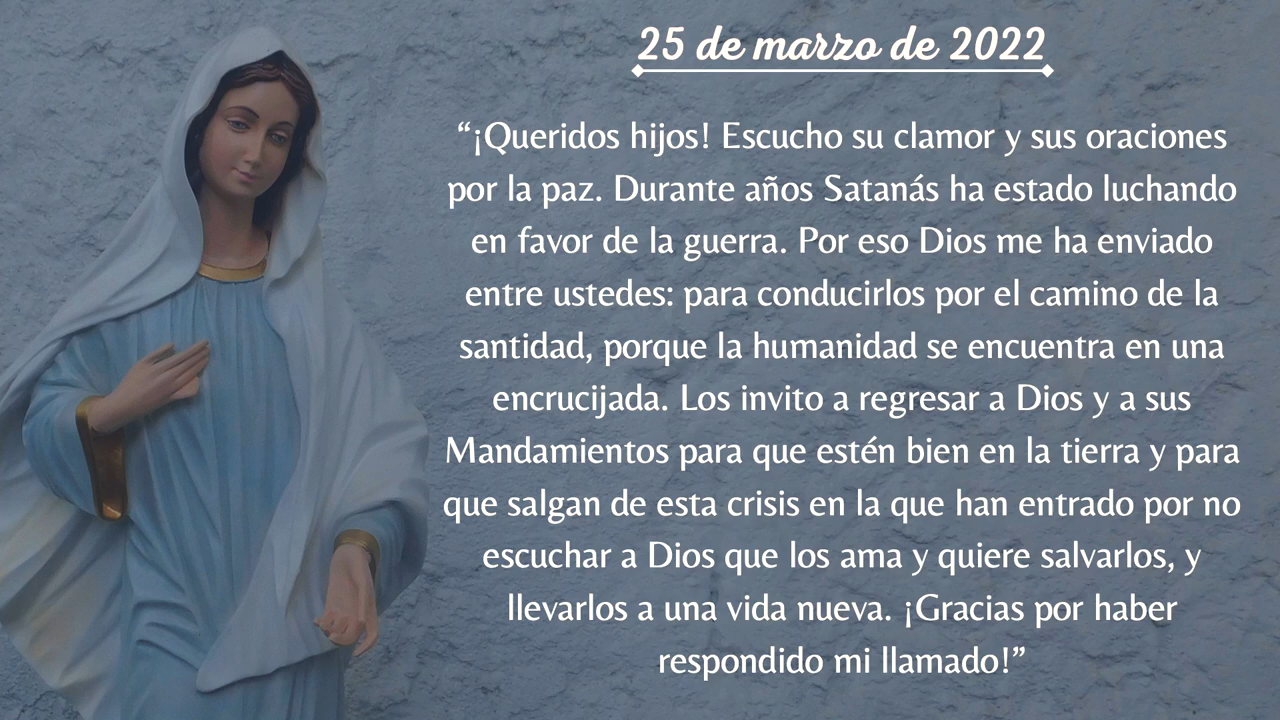 25 de marzo de 2022
“¡Queridos hijos! Escucho su clamor y sus oraciones
por la paz. Durante años Satanás ha estado luchando
en favor de la guerra. Por eso Dios me ha enviado
entre ustedes: para conducirlos por el camino de la
santidad, porque la humanidad se encuentra en una
encrucijada. Los invito a regresar a Dios y a sus
Mandamientos para que estén bien en la tierra y para
que salgan de esta crisis en la que han entrado por no
escuchar a Dios que los ama y quiere salvarlos, y
llevarlos a una vida nueva. ¡Gracias por haber
respondido mi llamado!”